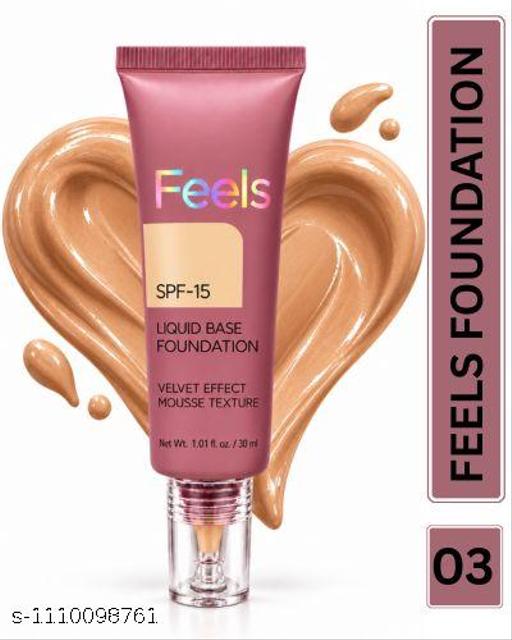 Feels
SPF-15
LIQUID BASE
FOUNDATION
VELVET EFFECT
MOUSSE TEXTURE
Net Wt. 1.01 fl. oz. / 30 ml
FEELS FOUNDATION
03
s-1110098761